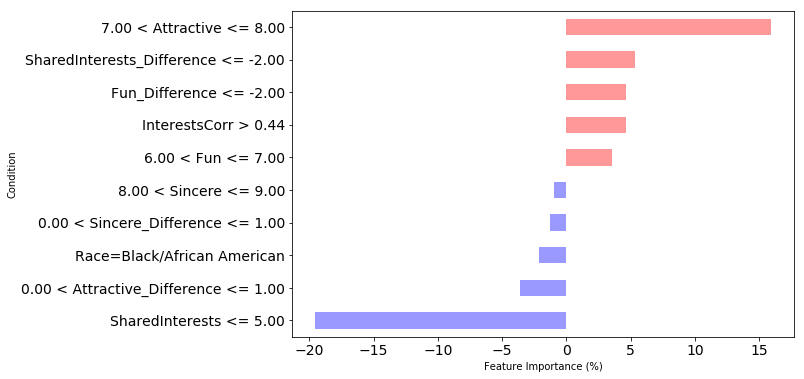 7.00 < Attractive <= 8.00
SharedInterests_Difference <= -2.00
Fun_Difference <= -2.00
InterestsCorr > 0.44
6.00 < Fun <= 7.00
8.00 < Sincere <= 9.00
0.00 < Sincere_Difference <= 1.00
Race=Black/African American
0.00 < Attractive_Difference <= 1.00
SharedInterests <= 5.00
Condition
−20 −15 −10 −5 0 5 10 15
Feature Importance (%)